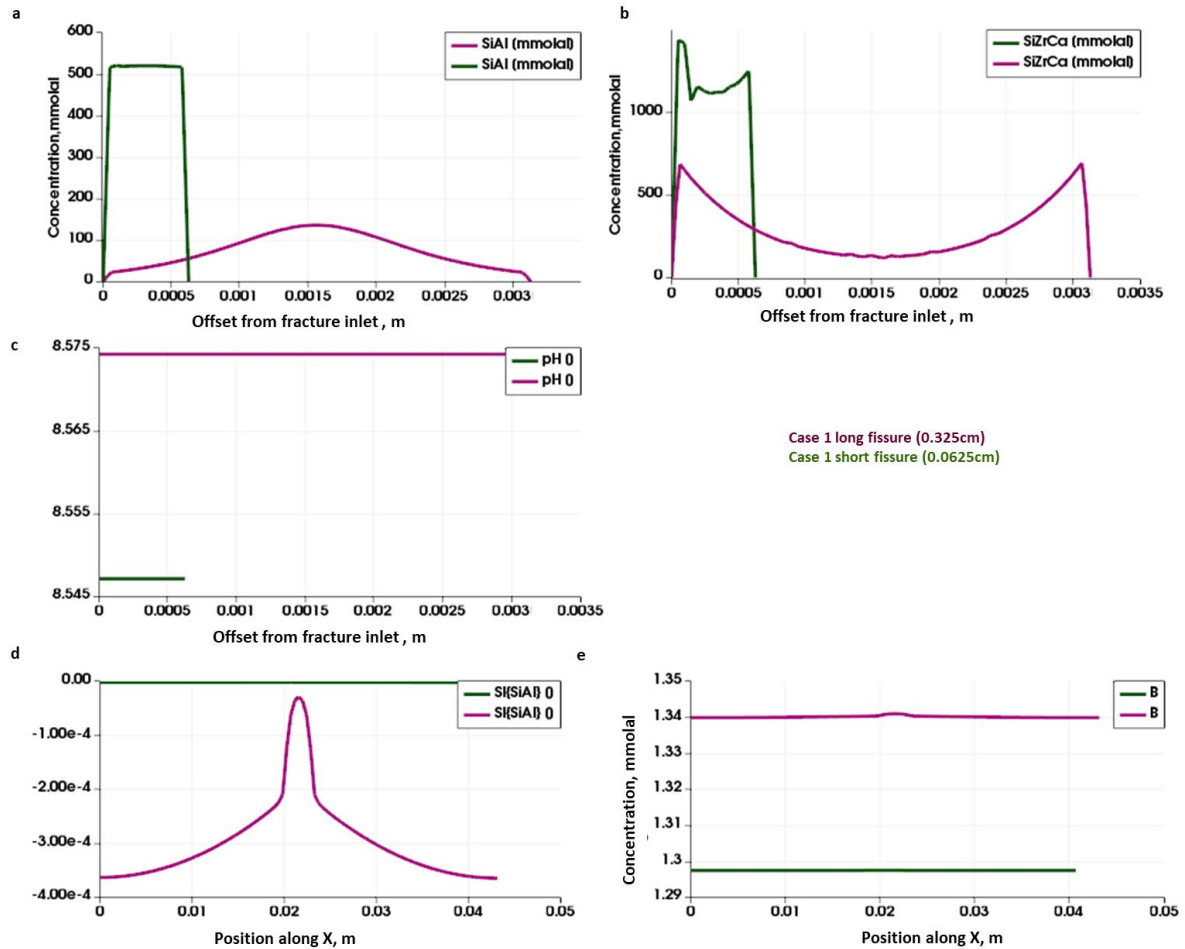 a
600
500
400
300
200
100
0
Concentration,mmolal
SiAl (mmolal)
SiAl (mmolal)
0 0.0005 0.001 0.0015 0.002 0.0025 0.003
Offset from fracture inlet , m
b
1000
500
0
Concentration,mmolal
SiZrCa (mmolal)
SiZrCa (mmolal)
0 0.0005 0.001 0.0015 0.002 0.0025 0.003 0.0035
Offset from fracture inlet , m
c
8.575
8.565
8.555
8.545
pH ()
pH ()
0 0.0005 0.001 0.0015 0.002 0.0025 0.003 0.0035
Offset from fracture inlet , m
Case 1 long fissure (0.325cm)
Case 1 short fissure (0.0625cm)
d
0.00
-1.00e-4
-2.00e-4
-3.00e-4
-4.00e-4
SI{SiAl} ()
SI{SiAl} ()
0 0.01 0.02 0.03 0.04 0.05
Position along X, m
e
1.35
1.34
1.33
1.32
1.31
1.3
1.29
Concentration, mmolal
B
B
0 0.01 0.02 0.03 0.04 0.05
Position along X, m